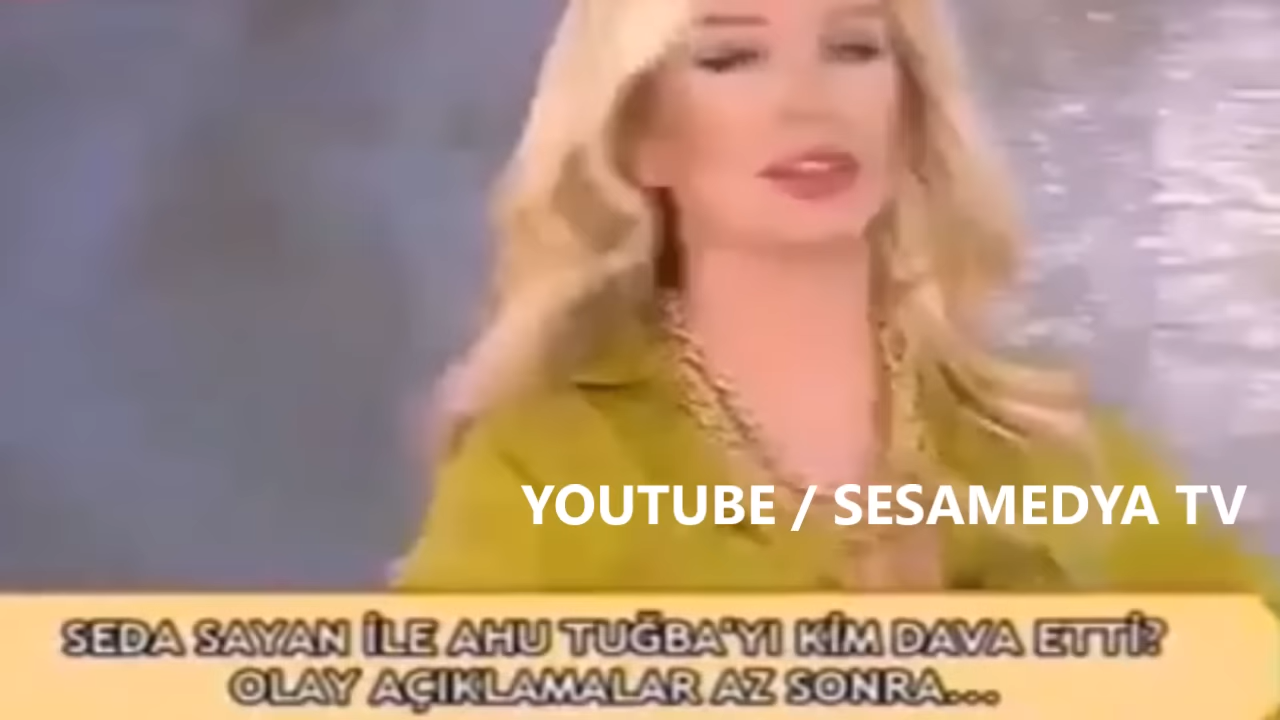 YOUTUBE / SESAMEDYA TV
SEDA SAYAN İLE AHU TUĞBA'YI KİM DAVA ETTİ?
OLAY AÇIKLAMALAR AZ SONRA...